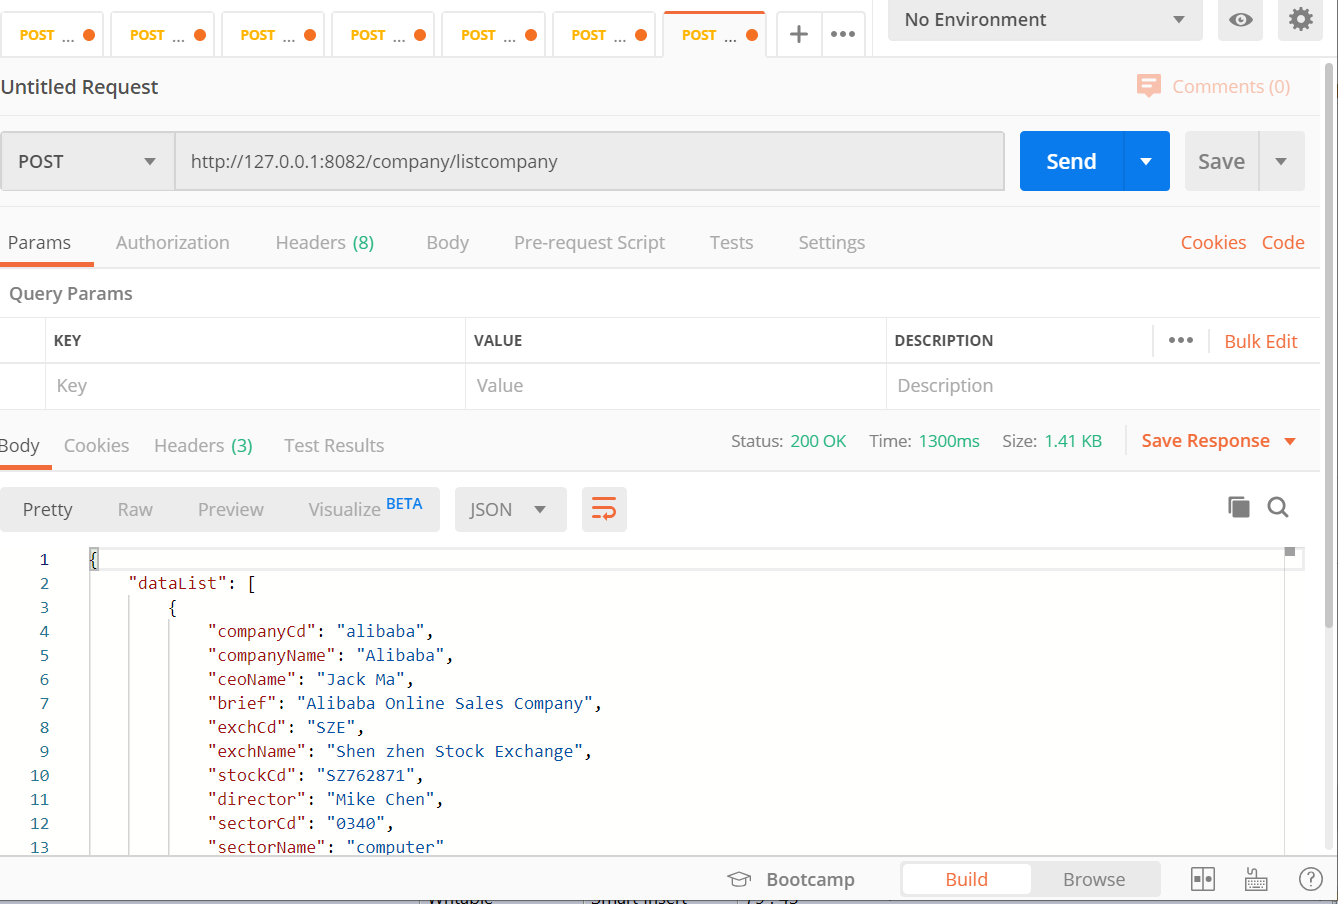 POST ... POST ... POST ... POST ... POST ... POST ... POST ... No Environment
Untitled Request Comments (0)
POST http://127.0.0.1:8082/company/listcompany Send Save
Params Authorization Headers (8) Body Pre-request Script Tests Settings Cookies Code
Query Params
KEY VALUE DESCRIPTION ••• Bulk Edit
Key Value Description
Body Cookies Headers (3) Test Results Status: 200 OK Time: 1300ms Size: 1.41 KB Save Response
Pretty Raw Preview Visualize BETA JSON
1 {
2 "dataList": [
3 {
4 "companyCd": "alibaba",
5 "companyName": "Alibaba",
6 "ceoName": "Jack Ma",
7 "brief": "Alibaba Online Sales Company",
8 "exchCd": "SZE",
9 "exchName": "Shen zhen Stock Exchange",
10 "stockCd": "SZ762871",
11 "director": "Mike Chen",
12 "sectorCd": "0340",
13 "sectorName": "computer"
Bootcamp Build Browse